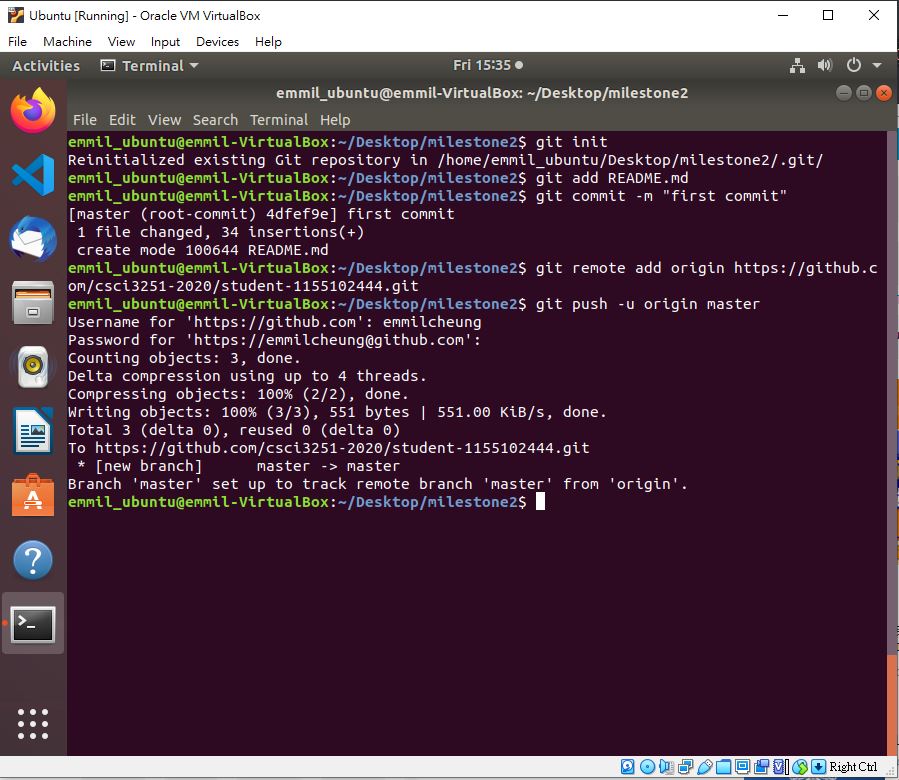 Ubuntu [Running] - Oracle VM VirtualBox
File Machine View Input Devices Help
Activities Terminal Fri 15:35
emmil_ubuntu@emmil-VirtualBox: ~/Desktop/milestone2
File Edit View Search Terminal Help
emmil_ubuntu@emmil-VirtualBox:~/Desktop/milestone2$ git init
Reinitialized existing Git repository in /home/emmil_ubuntu/Desktop/milestone2/.git/
emmil_ubuntu@emmil-VirtualBox:~/Desktop/milestone2$ git add README.md
emmil_ubuntu@emmil-VirtualBox:~/Desktop/milestone2$ git commit -m "first commit"
[master (root-commit) 4dfef9e] first commit
 1 file changed, 34 insertions(+)
 create mode 100644 README.md
emmil_ubuntu@emmil-VirtualBox:~/Desktop/milestone2$ git remote add origin https://github.c
om/csci3251-2020/student-1155102444.git
emmil_ubuntu@emmil-VirtualBox:~/Desktop/milestone2$ git push -u origin master
Username for 'https://github.com': emmilcheung
Password for 'https://emmilcheung@github.com':
Counting objects: 3, done.
Delta compression using up to 4 threads.
Compressing objects: 100% (2/2), done.
Writing objects: 100% (3/3), 551 bytes | 551.00 KiB/s, done.
Total 3 (delta 0), reused 0 (delta 0)
To https://github.com/csci3251-2020/student-1155102444.git
 * [new branch]      master -> master
Branch 'master' set up to track remote branch 'master' from 'origin'.
emmil_ubuntu@emmil-VirtualBox:~/Desktop/milestone2$
Right Ctrl